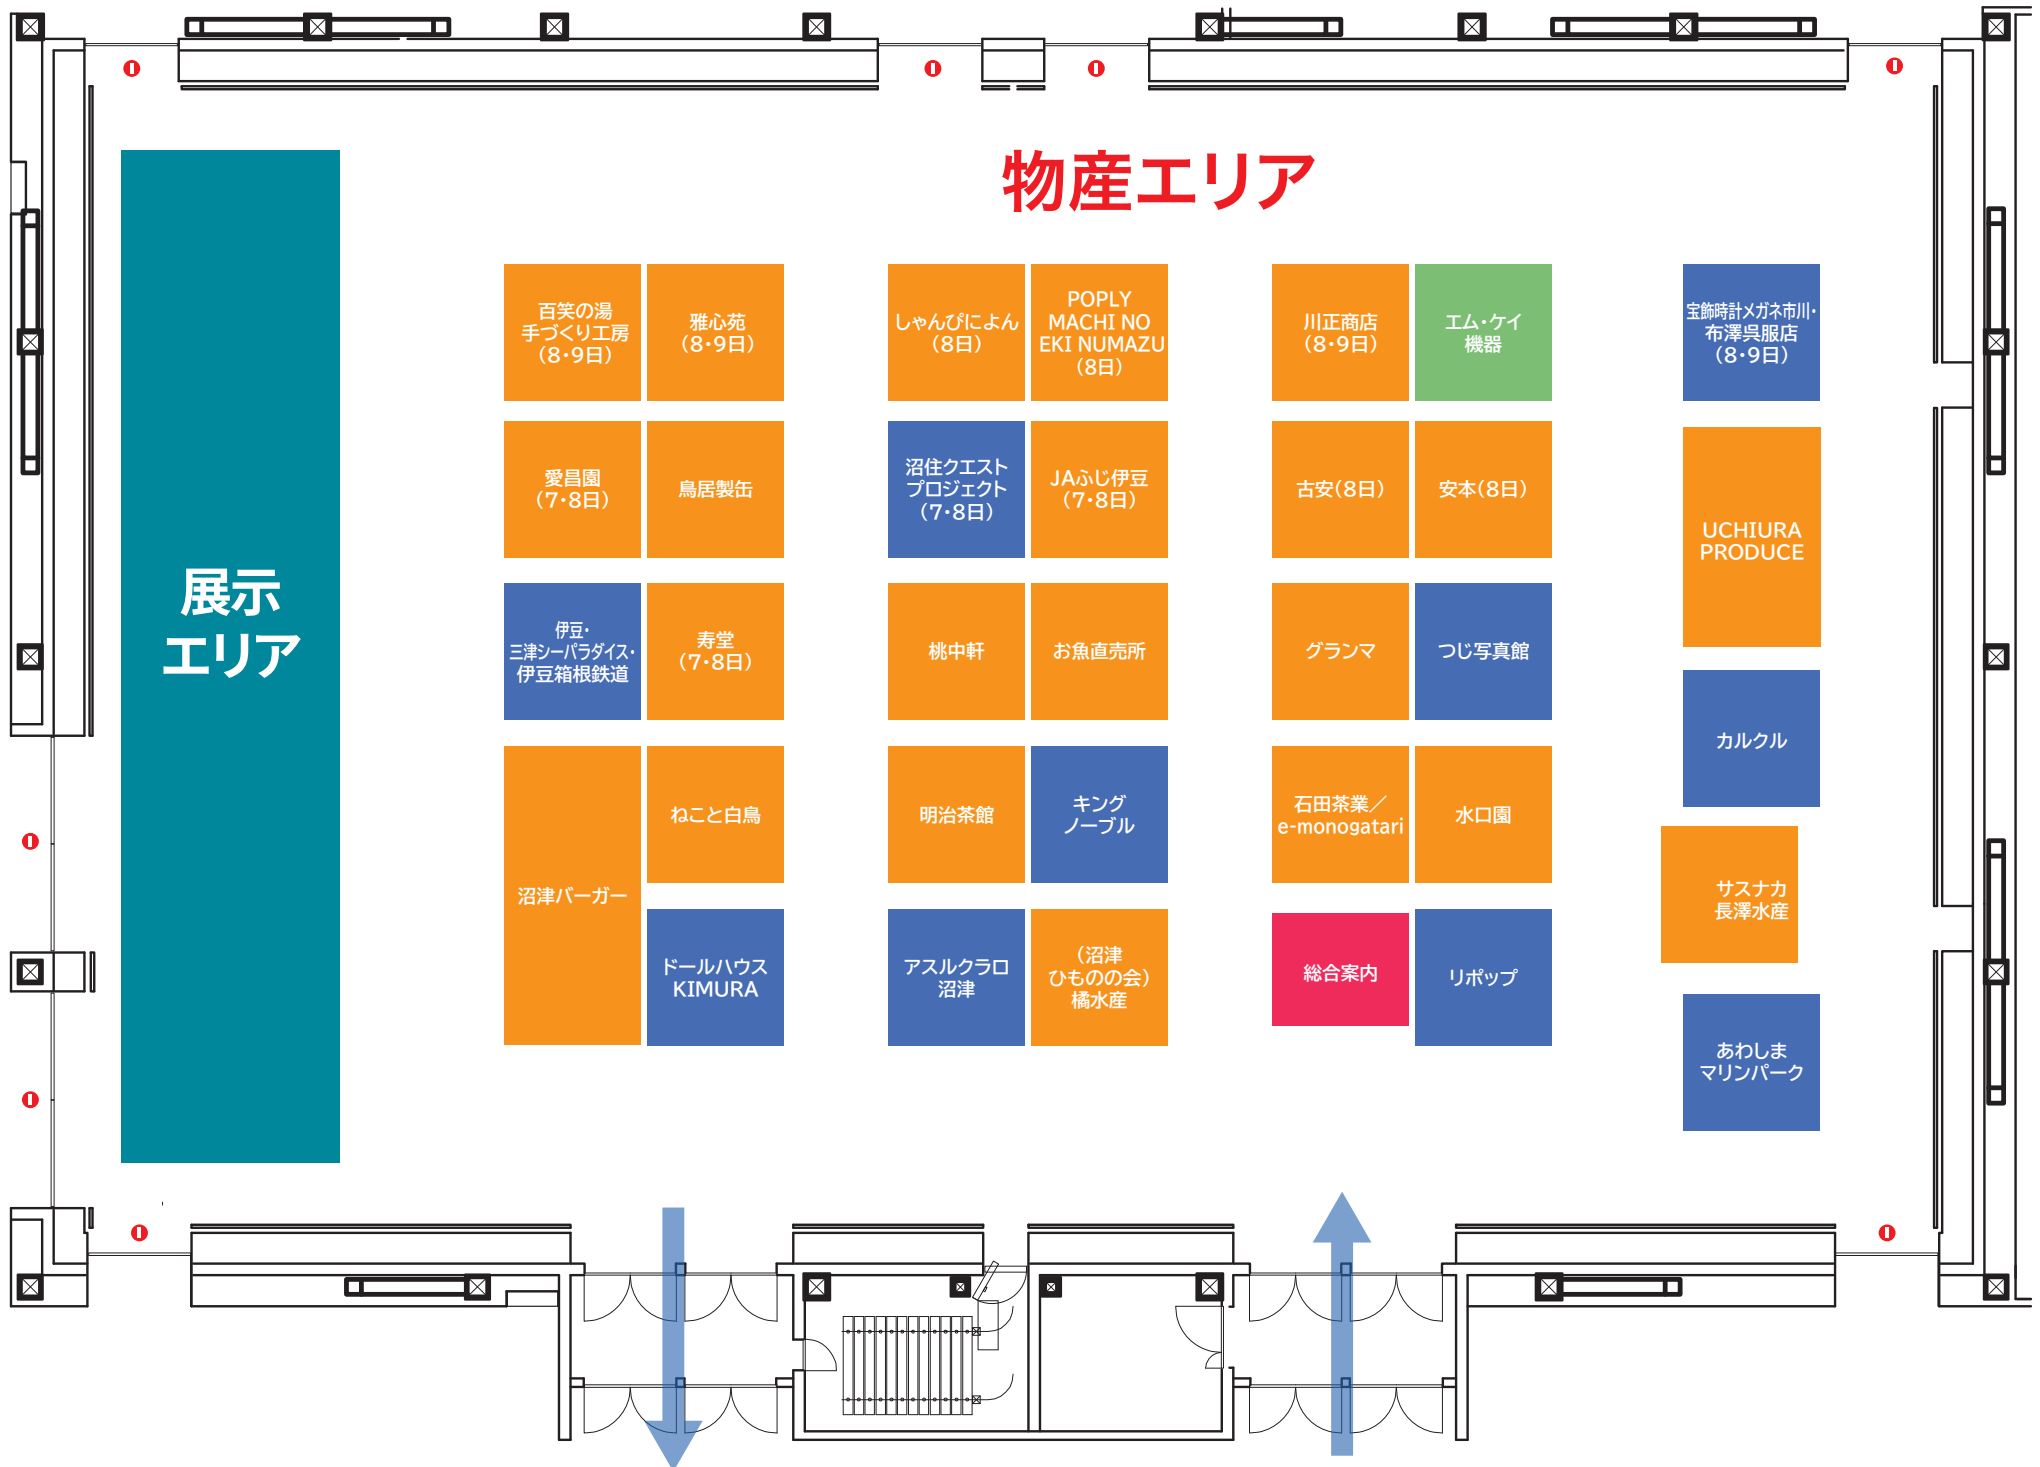 物産エリア
展示
エリア
百笑の湯
手づくり工房
(8・9日)
雅心苑
(8・9日)
しゃんぴによん
(8日)
POPLY
MACHI NO
EKI NUMAZU
(8日)
川正商店
(8・9日)
エム・ケイ
機器
宝飾時計メガネ市川・
布澤呉服店
(8・9日)
愛昌園
(7・8日)
鳥居製缶
沼住クエスト
プロジェクト
(7・8日)
JAふじ伊豆
(7・8日)
古安(8日)
安本(8日)
UCHIURA
PRODUCE
伊豆・
三津シーパラダイス・
伊豆箱根鉄道
寿堂
(7・8日)
桃中軒
お魚直売所
グランマ
つじ写真館
カルクル
沼津バーガー
ねこと白鳥
明治茶館
キング
ノーブル
石田茶業／
e-monogatari
水口園
サスナカ
長澤水産
ドールハウス
KIMURA
アスルクラロ
沼津
(沼津
ひものの会)
橘水産
総合案内
リポップ
あわしま
マリンパーク